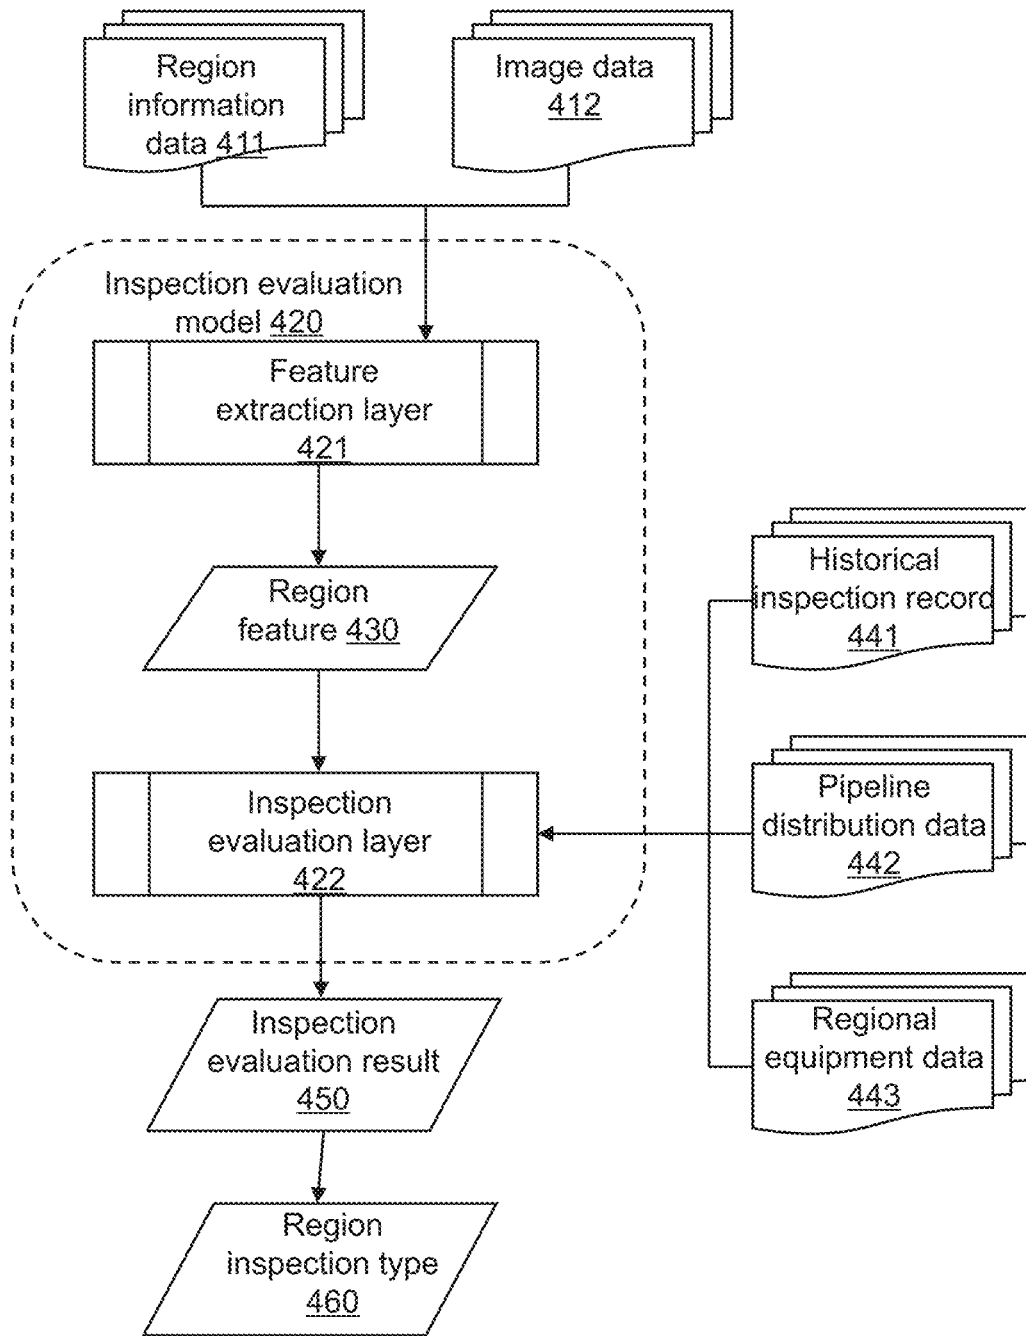 Region
information
data 411
Image data
412
Inspection evaluation
model 420
Feature
extraction layer
421
Region
feature 430
Historical
inspection record
441
Inspection
evaluation layer
422
Pipeline
distribution data
442
Inspection
evaluation result
450
Regional
equipment data
443
Region
inspection type
460